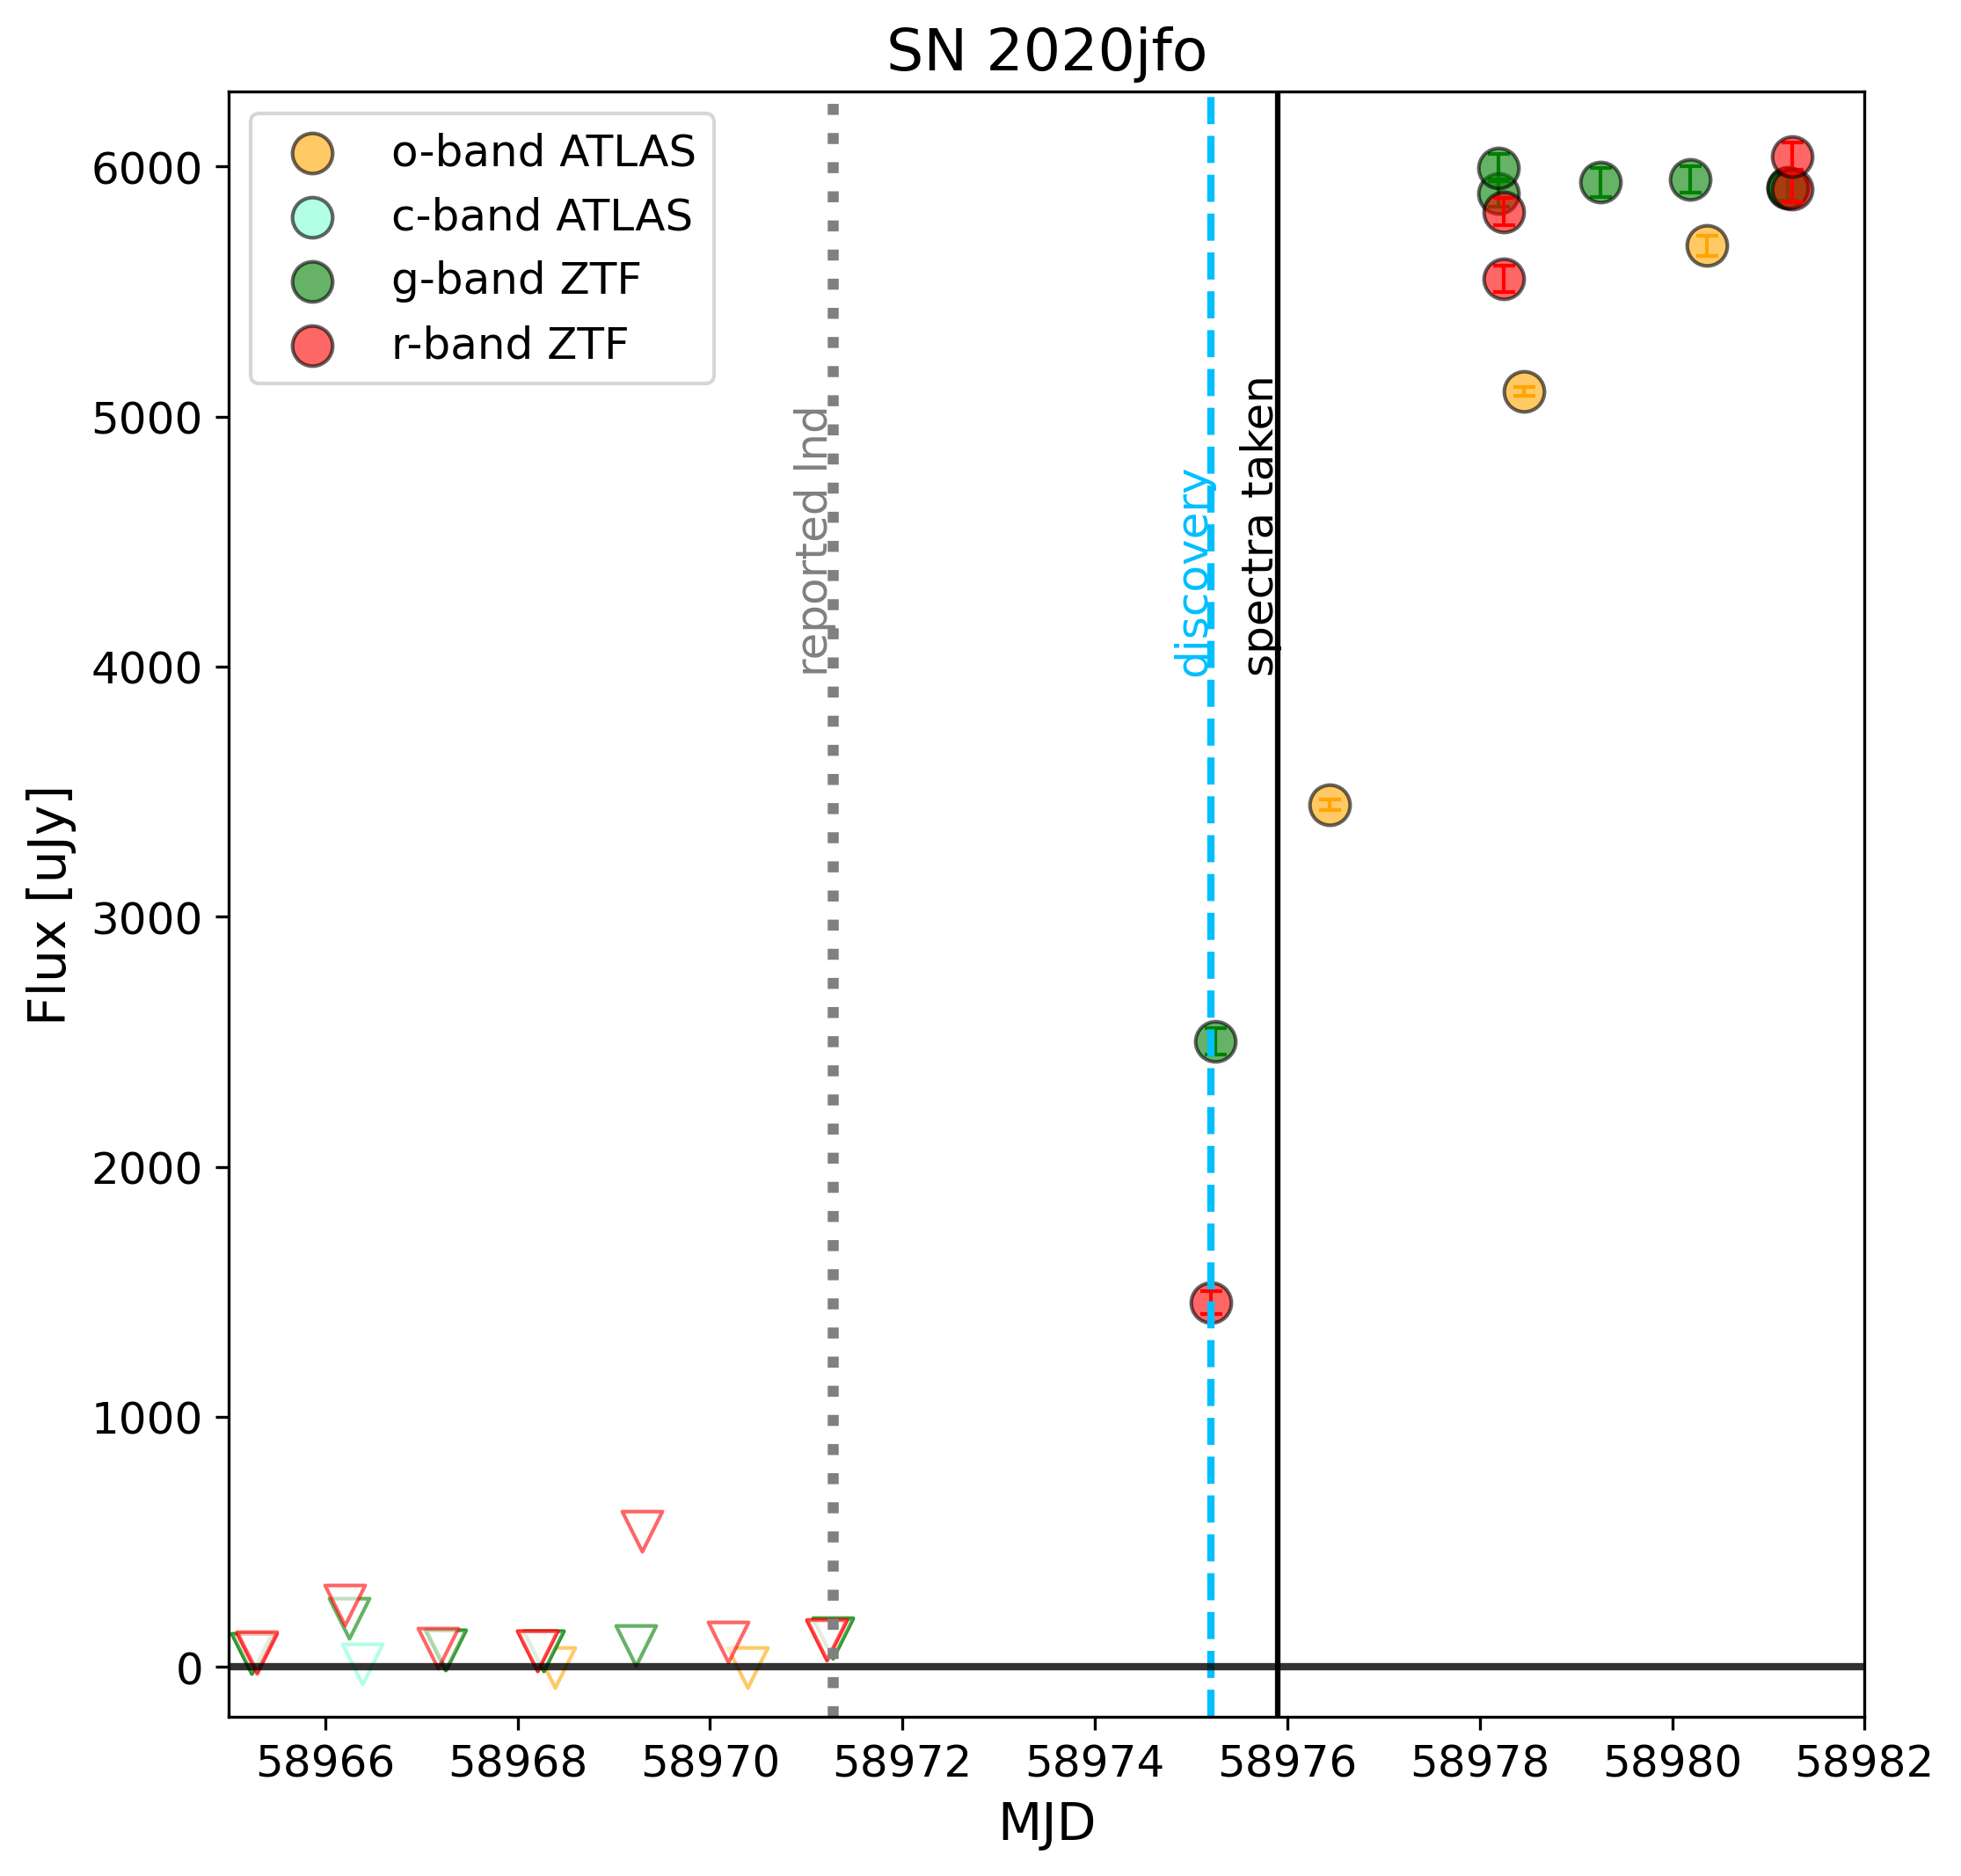 SN 2020jfo
o-band ATLAS
c-band ATLAS
g-band ZTF
r-band ZTF
reported lnd
discovery
spectra taken
Flux [uJy]
6000
5000
4000
3000
2000
1000
0
58966 58968 58970 58972 58974 58976 58978 58980 58982
MJD